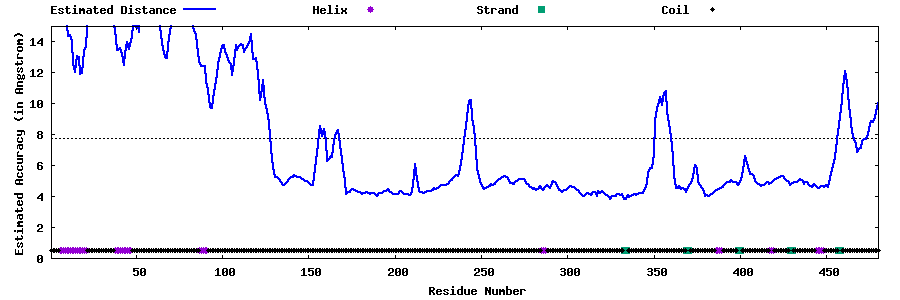 Estimated Distance
Helix
Strand
Coil
Estimated Accuracy (in Angstrom)
14
12
10
8
6
4
2
0
50
100
150
200
250
300
350
400
450
Residue Number